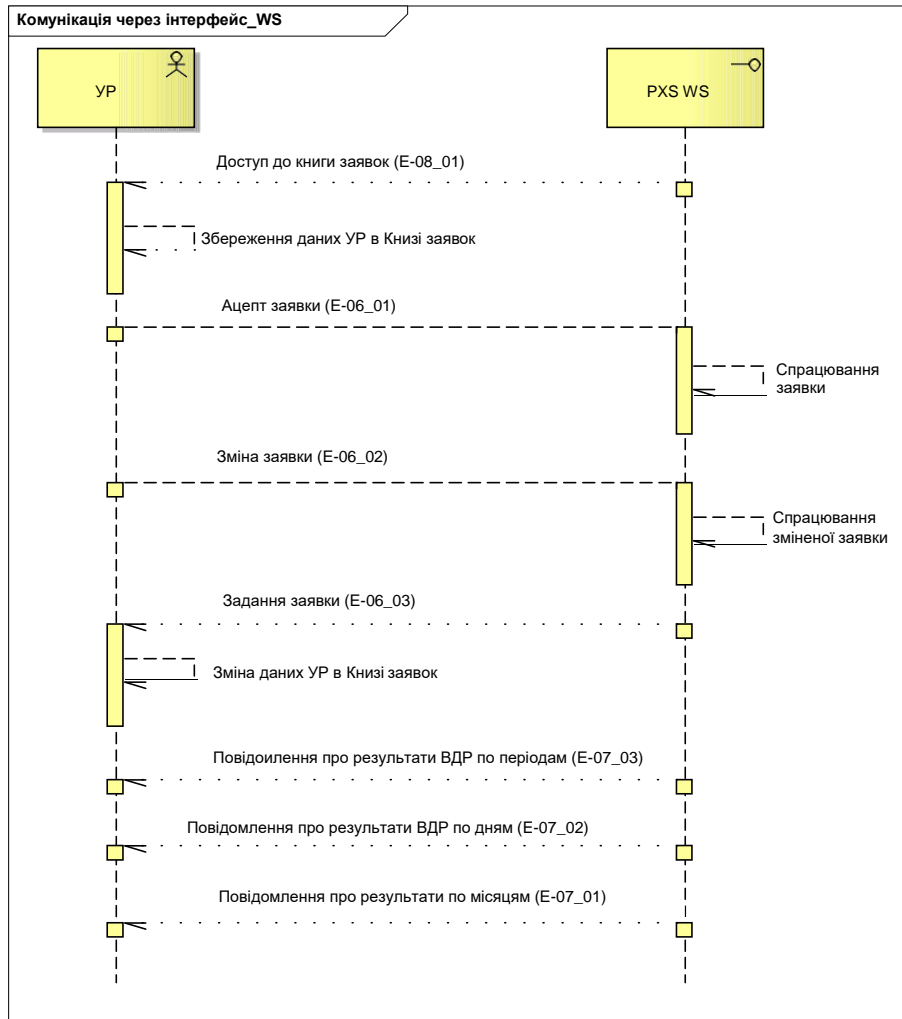 Комунікація через інтерфейс_WS
УР
PXS WS
Доступ до книги заявок (E-08_01)
Збереження даних УР в Книзі заявок
Ацепт заявки (E-06_01)
Спрацювання
заявки
Зміна заявки (E-06_02)
Спрацювання
зміненої заявки
Задання заявки (E-06_03)
Зміна даних УР в Книзі заявок
Повідоилення про результати ВДР по періодам (E-07_03)
Повідомлення про результати ВДР по дням (E-07_02)
Повідомлення про результати по місяцям (E-07_01)